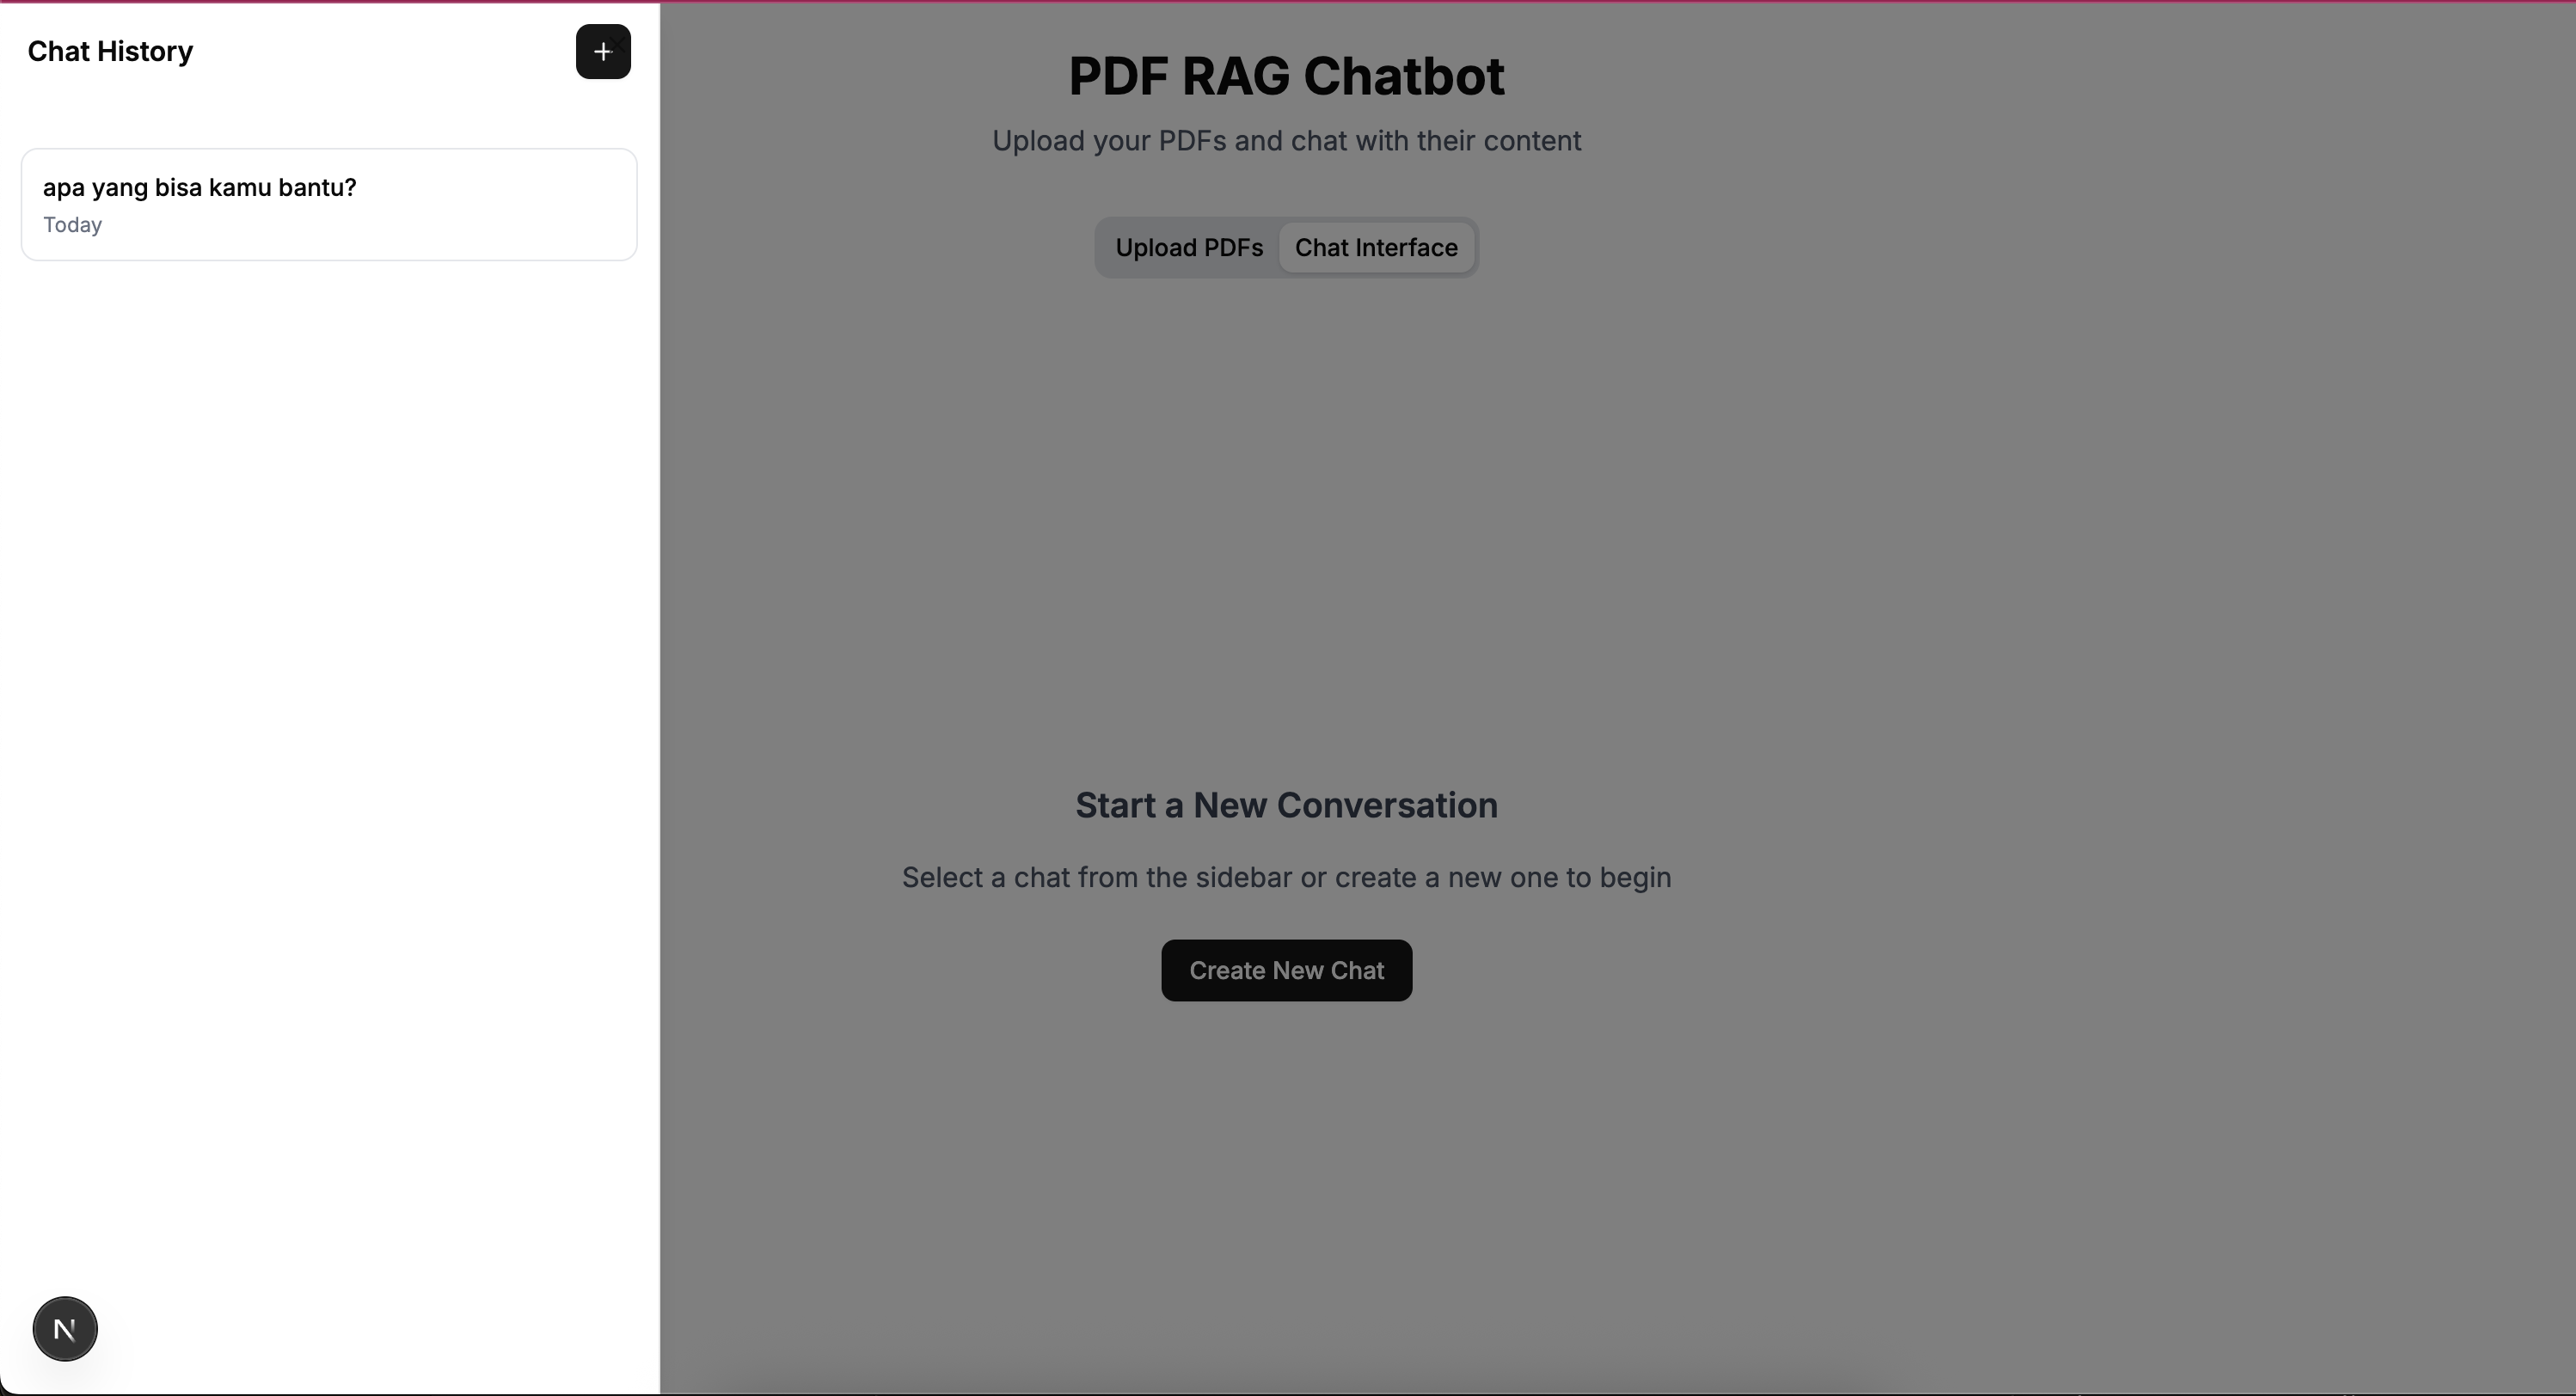 Chat History
apa yang bisa kamu bantu?
Today
PDF RAG Chatbot
Upload your PDFs and chat with their content
Upload PDFs
Chat Interface
Start a New Conversation
Select a chat from the sidebar or create a new one to begin
Create New Chat
N